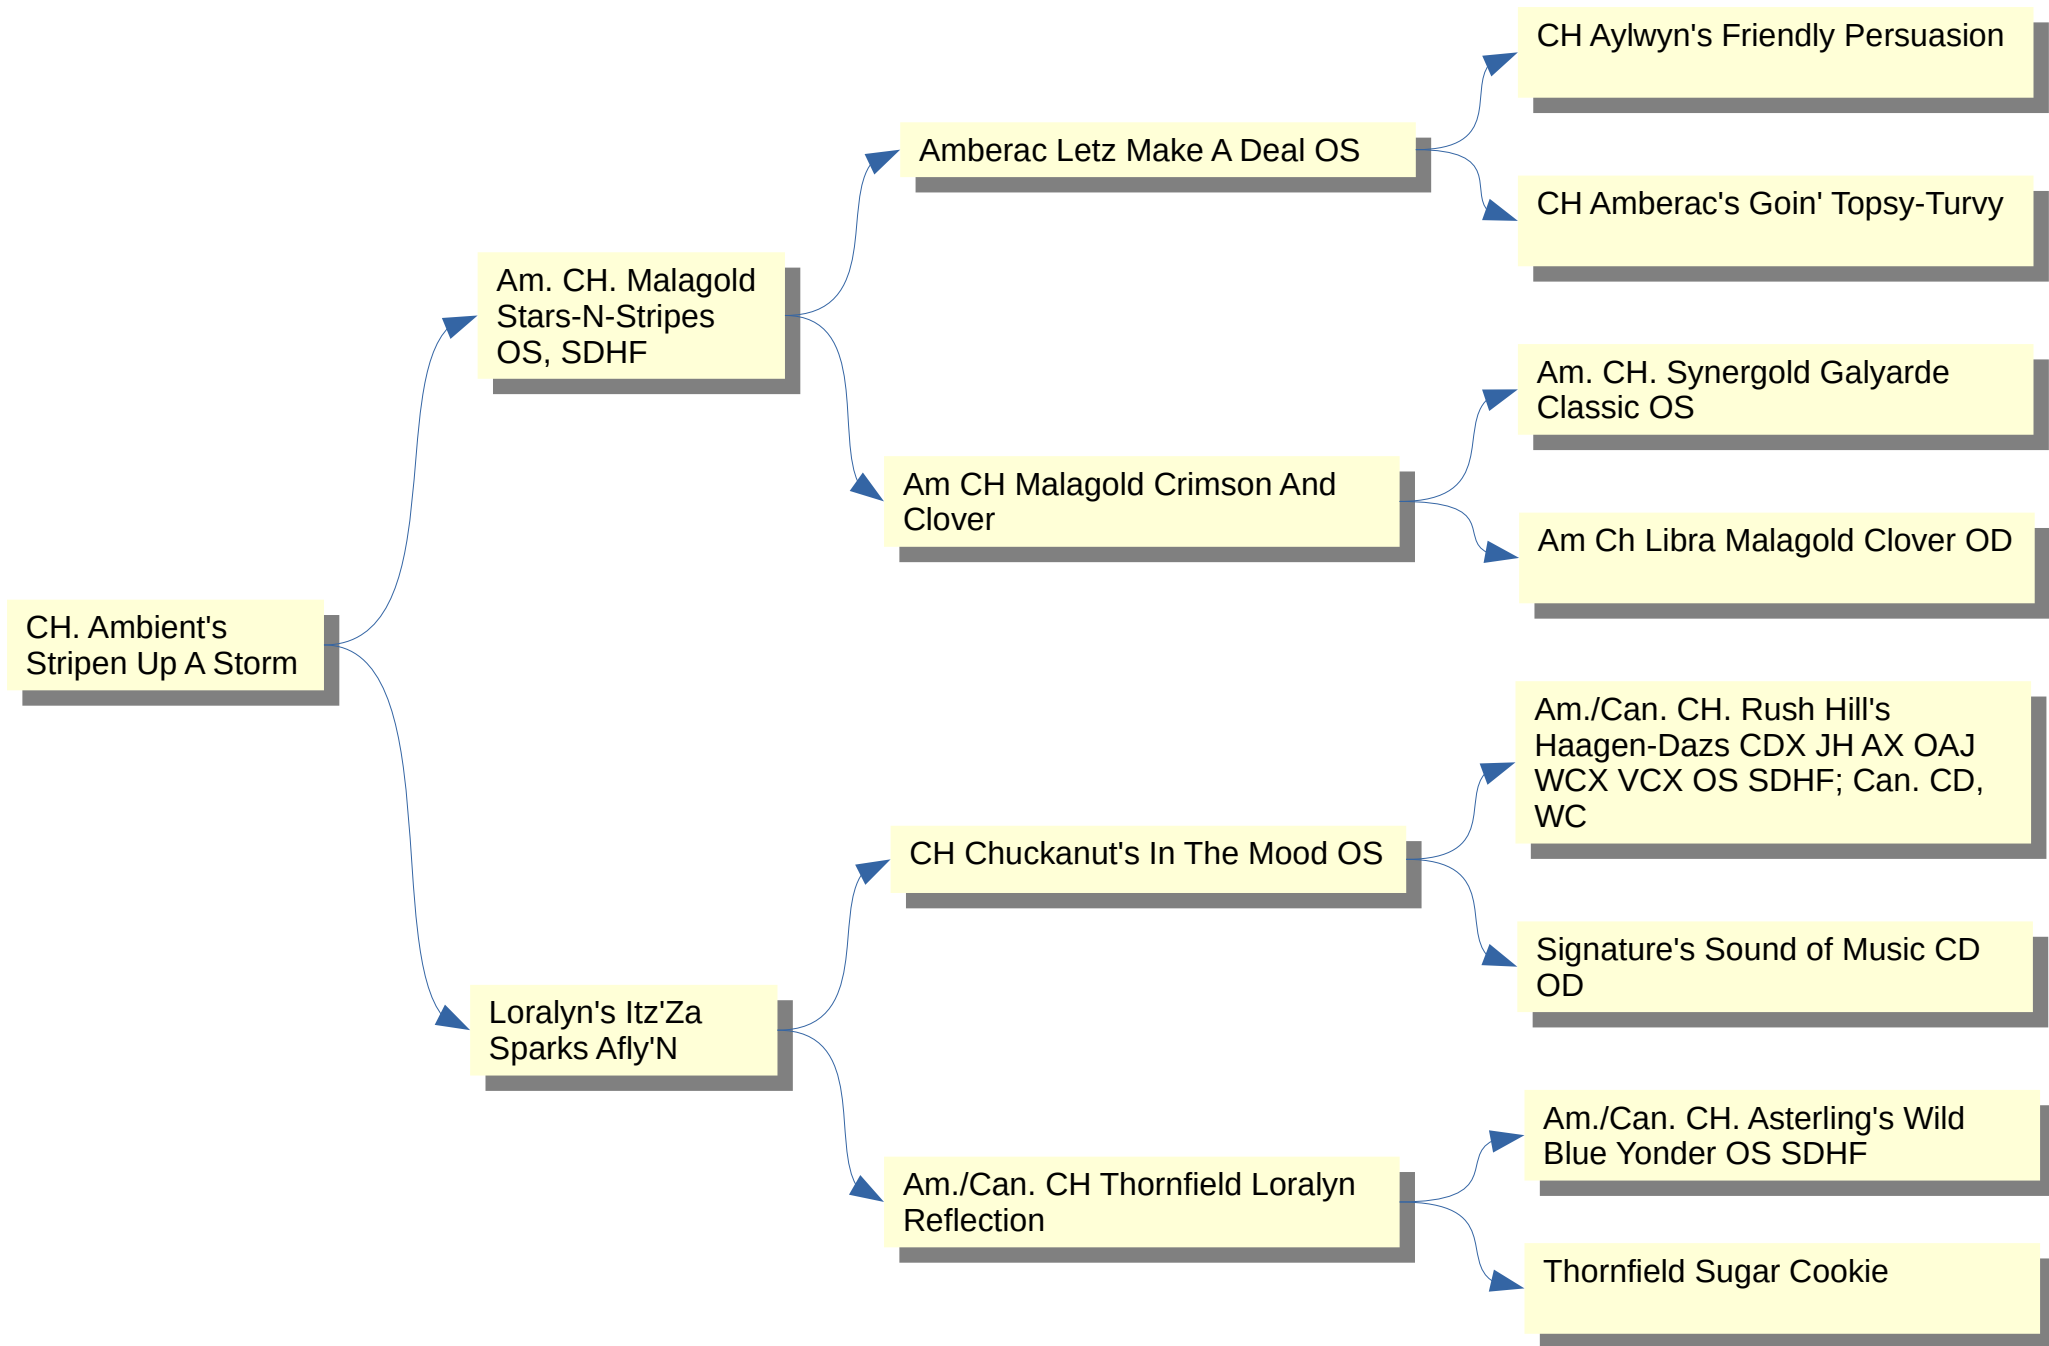 CH Aylwyn's Friendly Persuasion
Amberac Letz Make A Deal OS
CH Amberac's Goin' Topsy-Turvy
Am. CH. Malagold
Stars-N-Stripes
OS, SDHF
Am. CH. Synergold Galyarde
Classic OS
Am CH Malagold Crimson And
Clover
Am Ch Libra Malagold Clover OD
CH. Ambient's
Stripen Up A Storm
Am./Can. CH. Rush Hill's
Haagen-Dazs CDX JH AX OAJ
WCX VCX OS SDHF; Can. CD,
WC
CH Chuckanut's In The Mood OS
Signature's Sound of Music CD
OD
Loralyn's Itz'Za
Sparks Afly'N
Am./Can. CH. Asterling's Wild
Blue Yonder OS SDHF
Am./Can. CH Thornfield Loralyn
Reflection
Thornfield Sugar Cookie